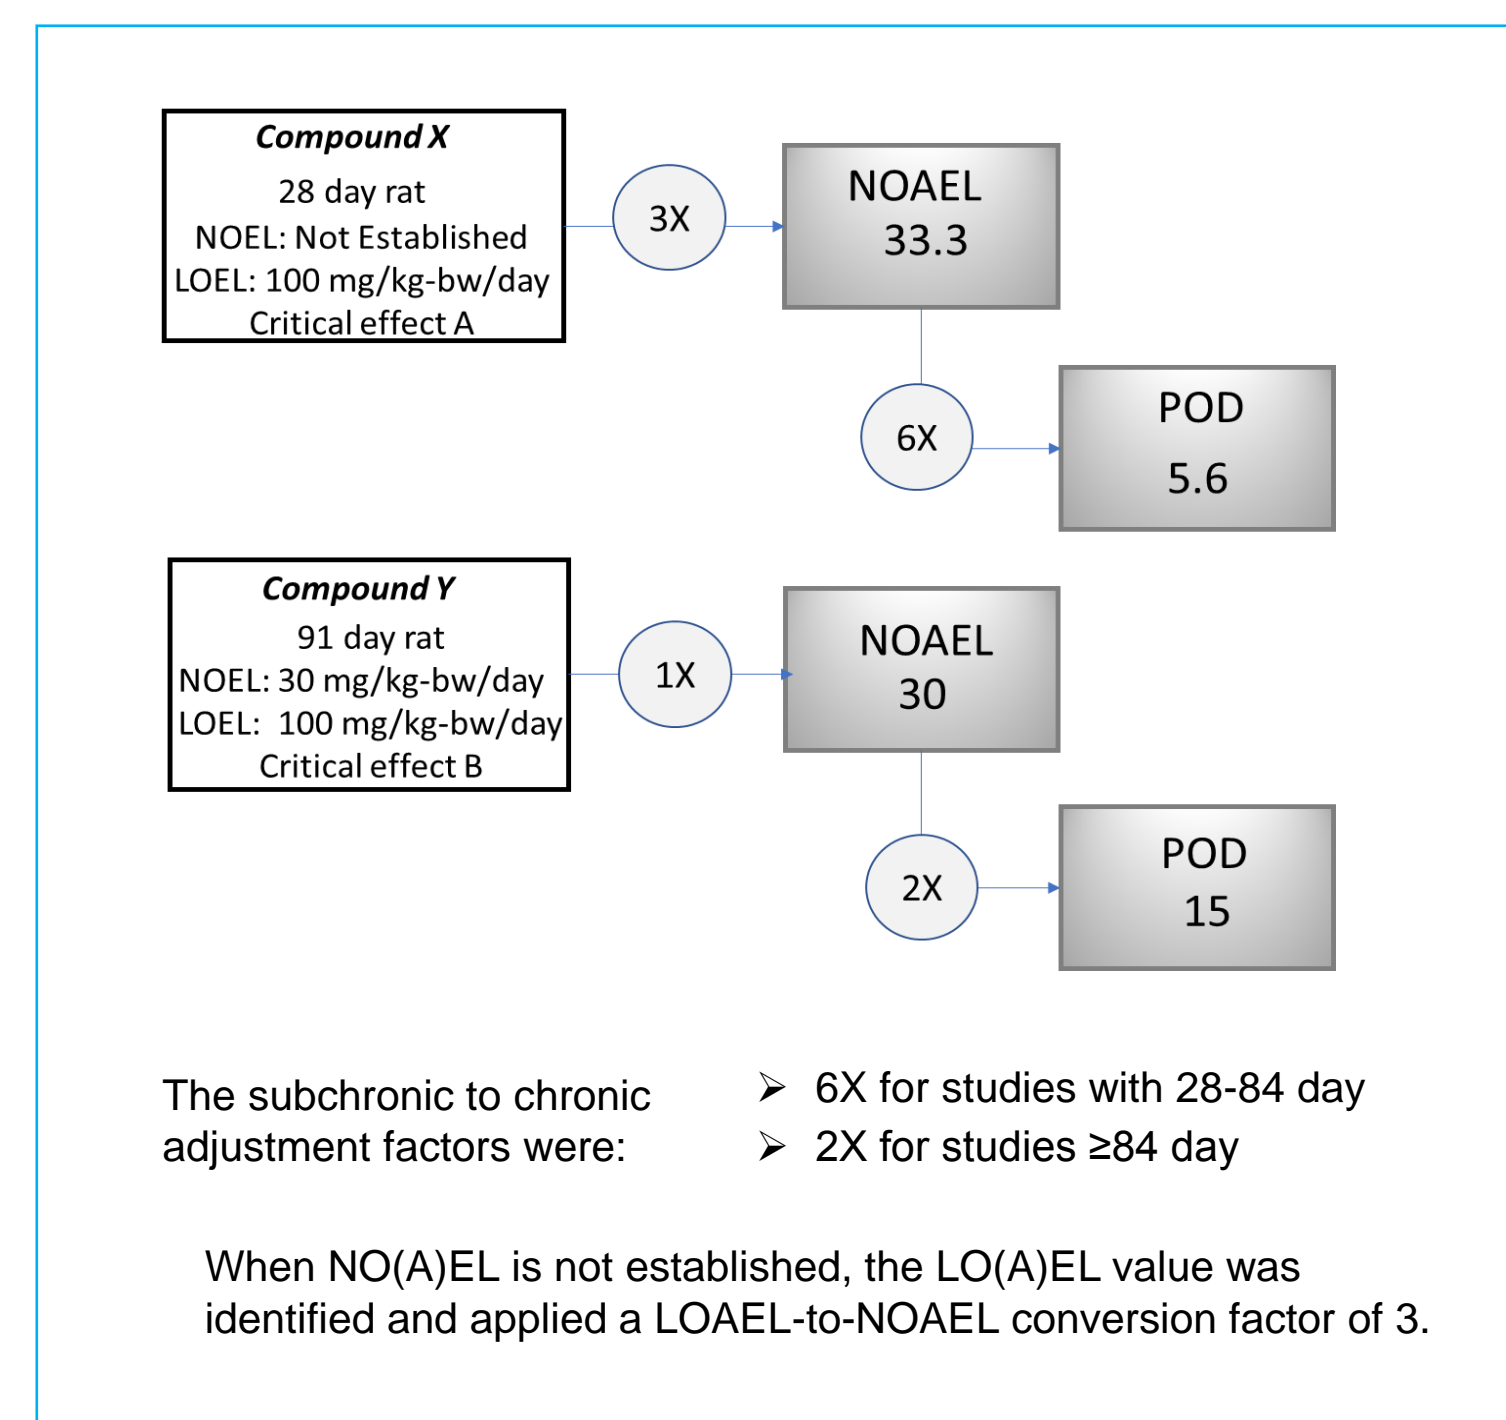 Compound X
28 day rat
NOEL: Not Established
LOEL: 100 mg/kg-bw/day
Critical effect A
3X
NOAEL
33.3
6X
POD
5.6
Compound Y
91 day rat
NOEL: 30 mg/kg-bw/day
LOEL: 100 mg/kg-bw/day
Critical effect B
1X
NOAEL
30
2X
POD
15
The subchronic to chronic
adjustment factors were:
➢ 6X for studies with 28-84 day
➢ 2X for studies ≥84 day
When NO(A)EL is not established, the LO(A)EL value was
identified and applied a LOAEL-to-NOAEL conversion factor of 3.